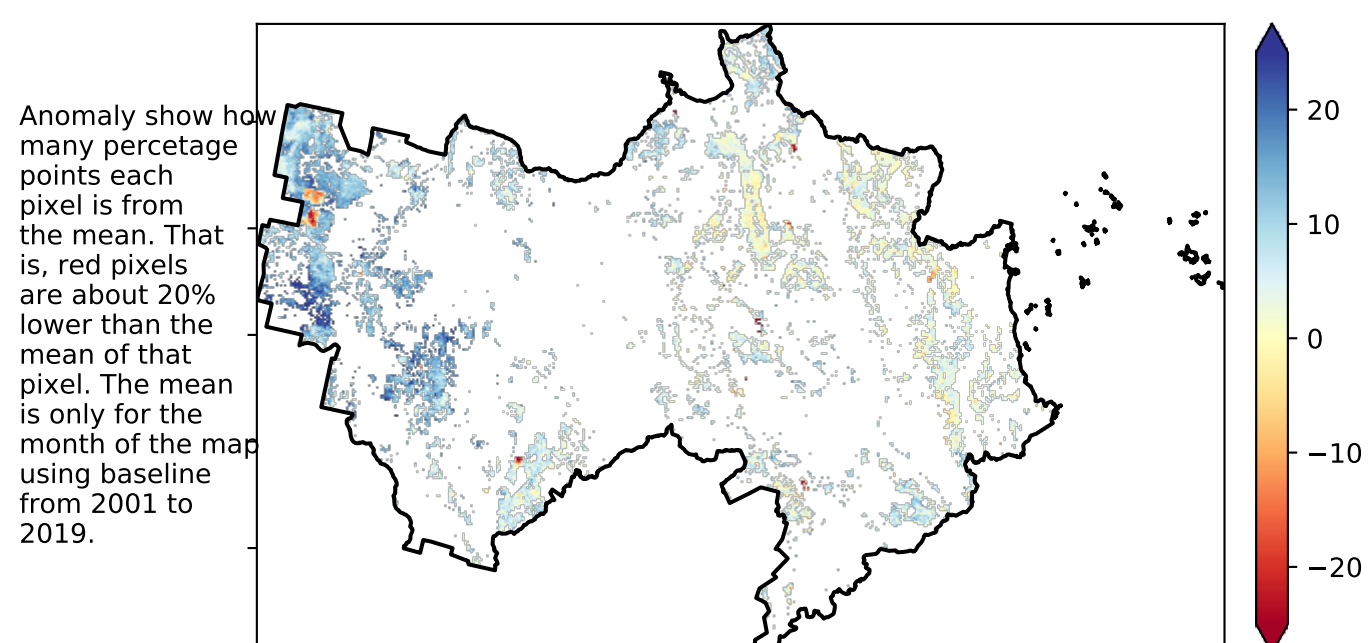 Anomaly show how
many percetage
points each
pixel is from
the mean. That
is, red pixels
are about 20%
lower than the
mean of that
pixel. The mean
is only for the
month of the map
using baseline
from 2001 to
2019.
20
10
0
−10
−20